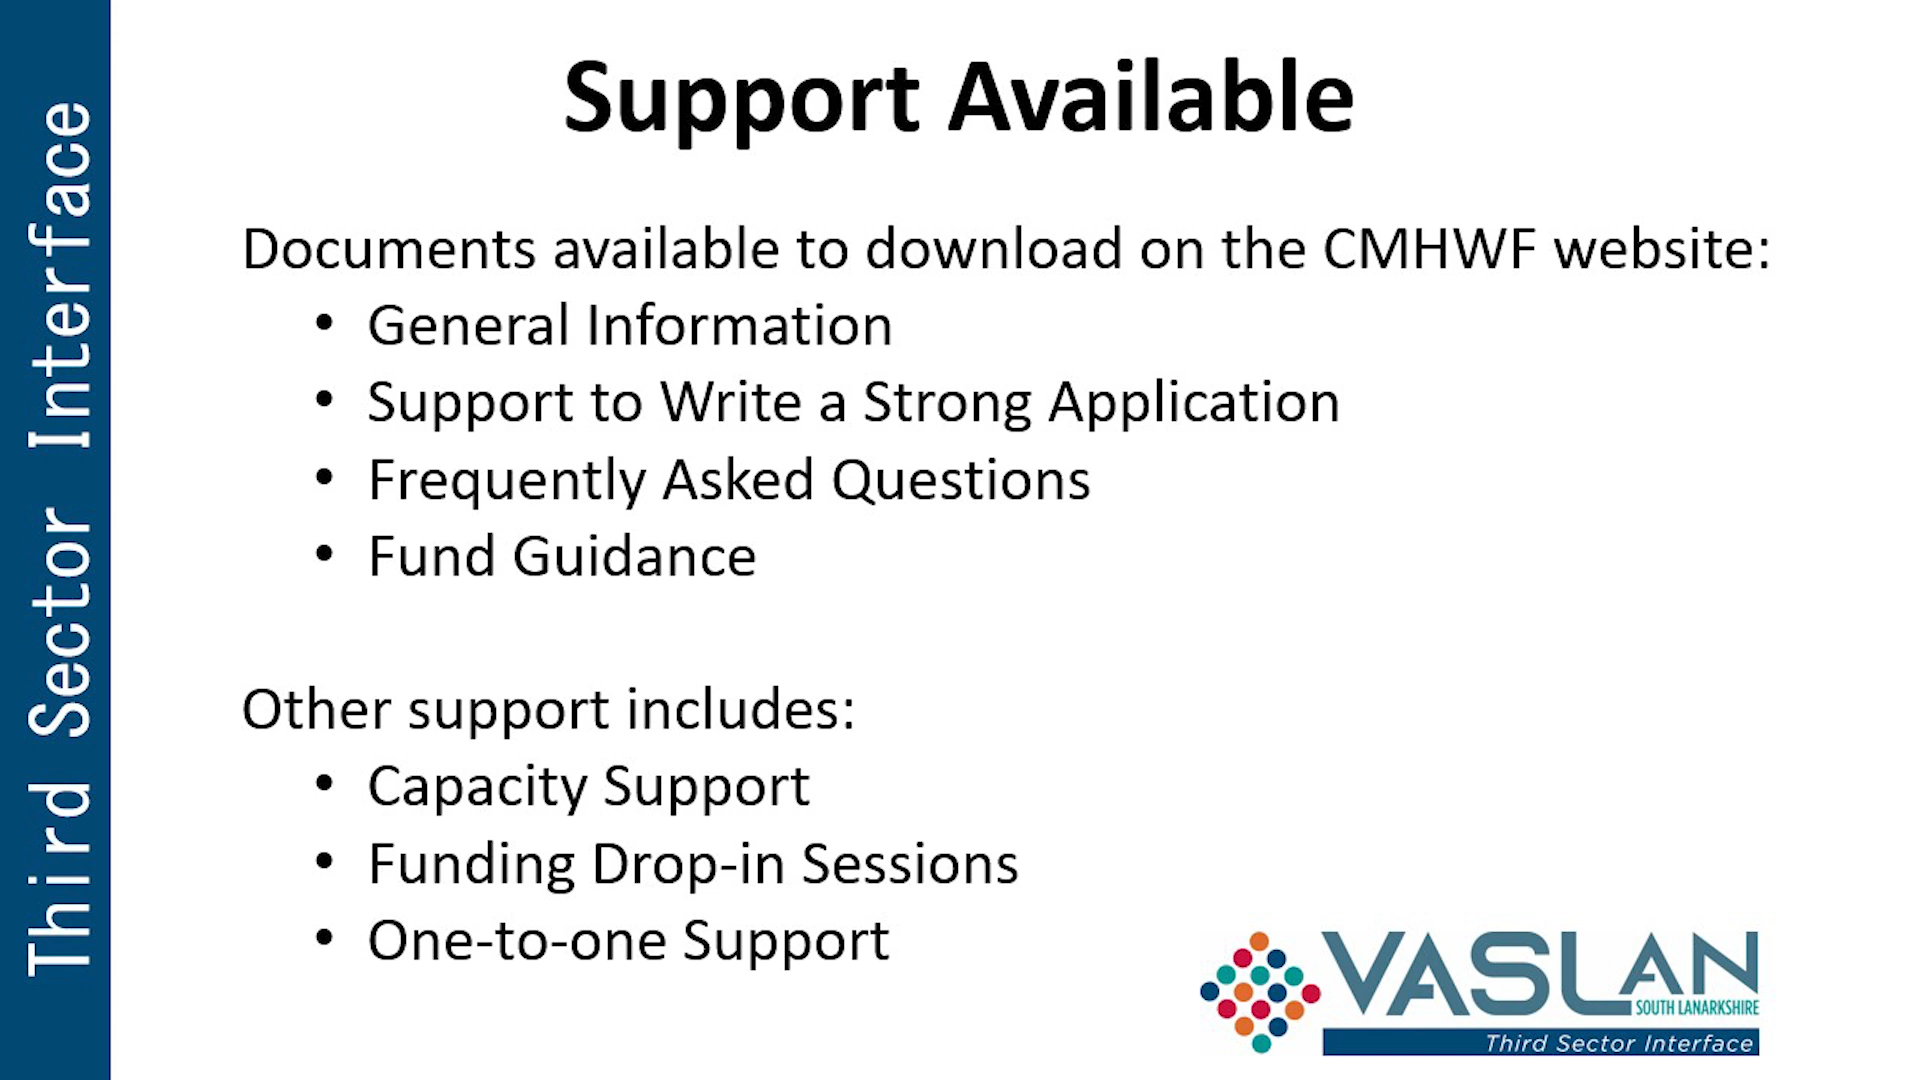 Third Sector Interface
Support Available
Documents available to download on the CMHWF website:
• General Information
• Support to Write a Strong Application
• Frequently Asked Questions
• Fund Guidance
Other support includes:
• Capacity Support
• Funding Drop-in Sessions
• One-to-one Support
VASLAN
SOUTH LANARKSHIRE
Third Sector Interface